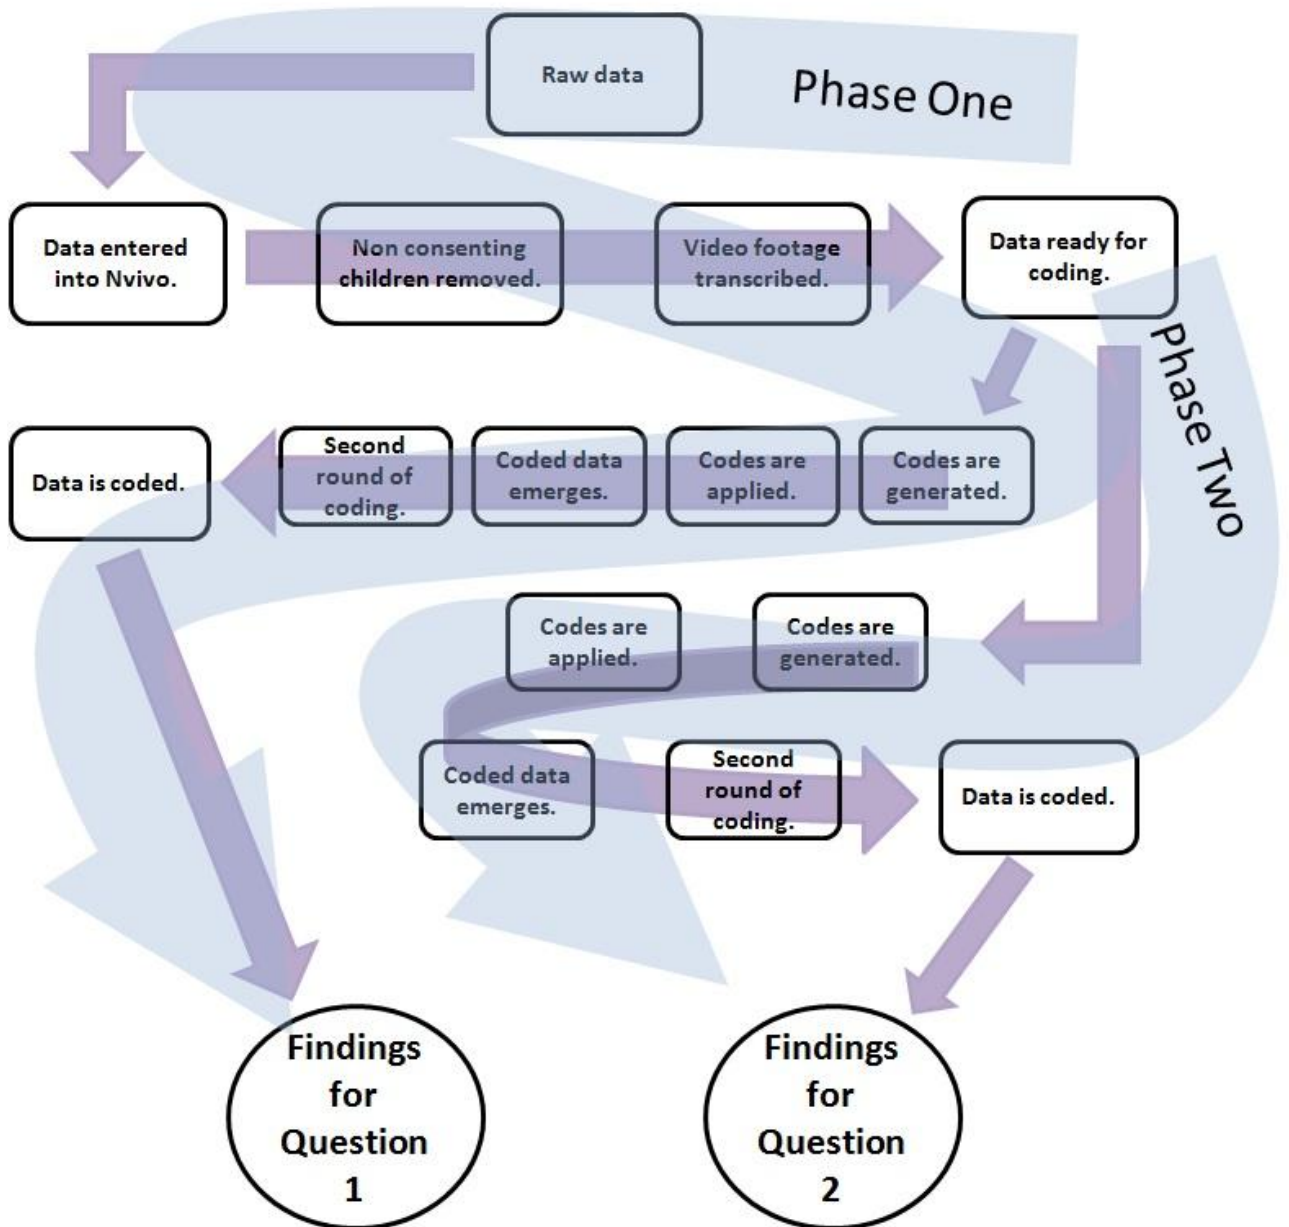 Raw data
Phase One
Data entered
into Nvivo.
Non consenting
children removed.
Video footage
transcribed.
Data ready for
coding.
Phase Two
Codes are
generated.
Codes are
applied.
Coded data
emerges.
Second
round of
coding.
Data is coded.
Codes are
generated.
Codes are
applied.
Coded data
emerges.
Second
round of
coding.
Data is coded.
Findings
for
Question
1
Findings
for
Question
2